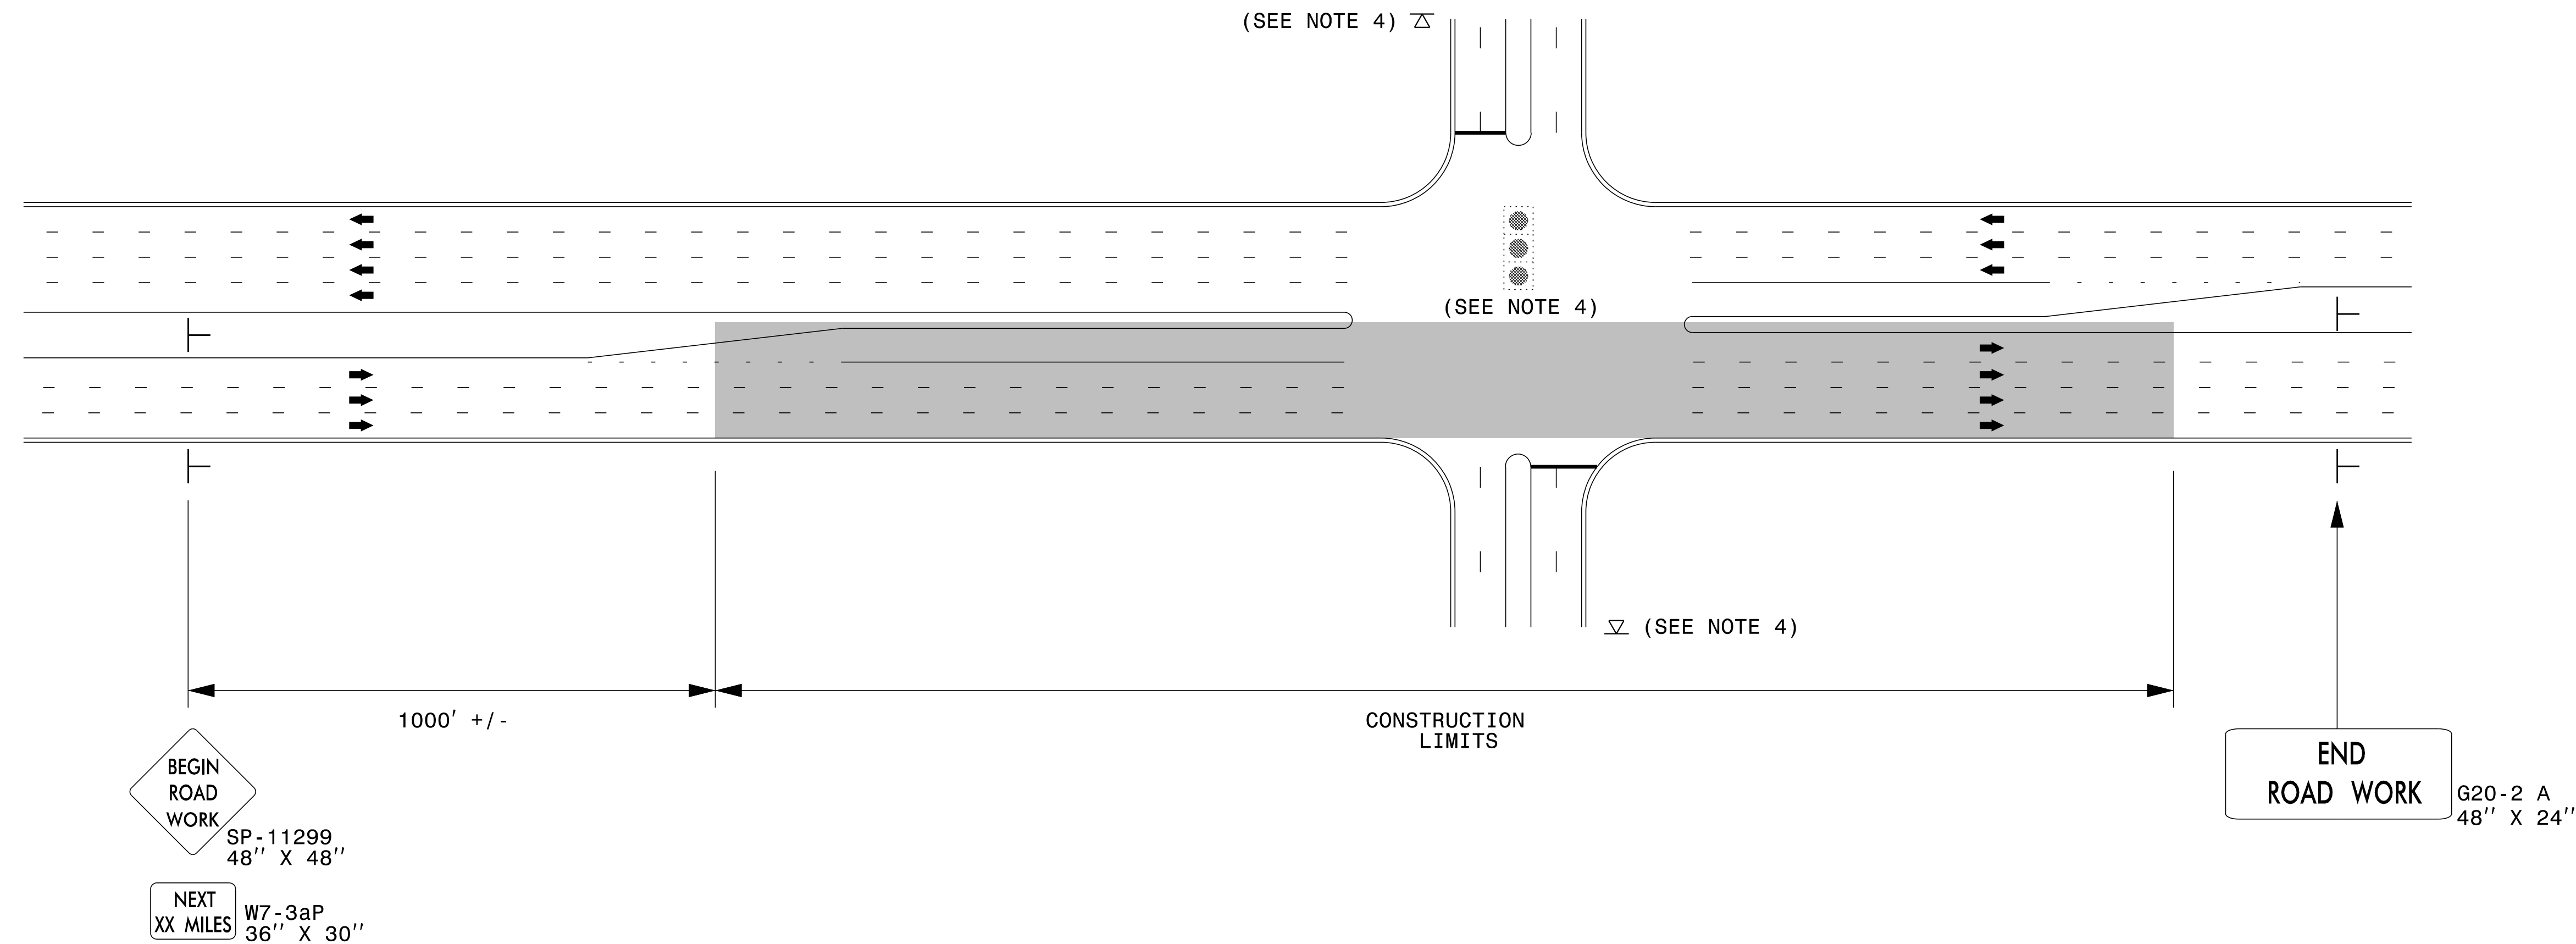 (SEE NOTE 4)
(SEE NOTE 4)
(SEE NOTE 4)
1000' +/-
CONSTRUCTION
LIMITS
BEGIN
ROAD
WORK
SP-11299
48'' X 48''
NEXT
XX MILES
W7-3aP
36'' X 30''
END
ROAD WORK
G20-2 A
48'' X 24''